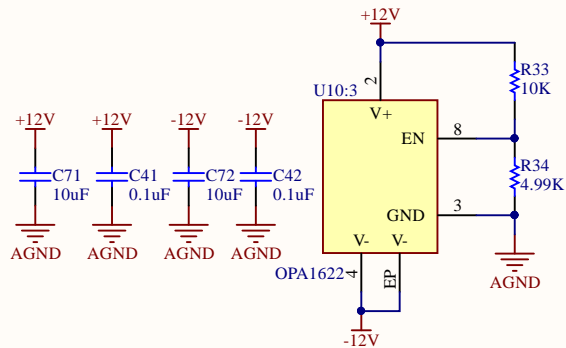 +12V
U10:3
2
V+
R33
10K
EN
8
R34
4.99K
GND
3
V-
V-
OPA1622
4
EP
-12V
AGND
+12V
+12V
-12V
-12V
C71
10uF
C41
0.1uF
C72
10uF
C42
0.1uF
AGND
AGND
AGND
AGND